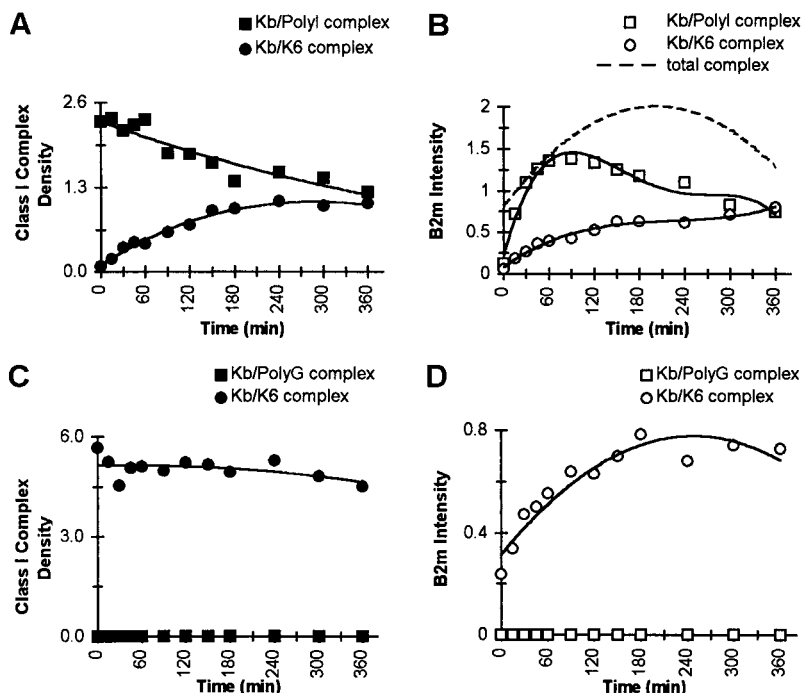 A
■ Kb/PolyI complex
● Kb/K6 complex
Class I Complex
Density
2.6
1.3
0.0
0
60
120
180
240
300
360
Time (min)
B
□ Kb/PolyI complex
○ Kb/K6 complex
--- total complex
B2m Intensity
2
1.5
1
0.5
0
0
60
120
180
240
300
360
Time (min)
C
■ Kb/PolyG complex
● Kb/K6 complex
Class I Complex
Density
6.0
3.0
0.0
0
60
120
180
240
300
360
Time (min)
D
□ Kb/PolyG complex
○ Kb/K6 complex
B2m Intensity
0.8
0.4
0
0
60
120
180
240
300
360
Time (min)